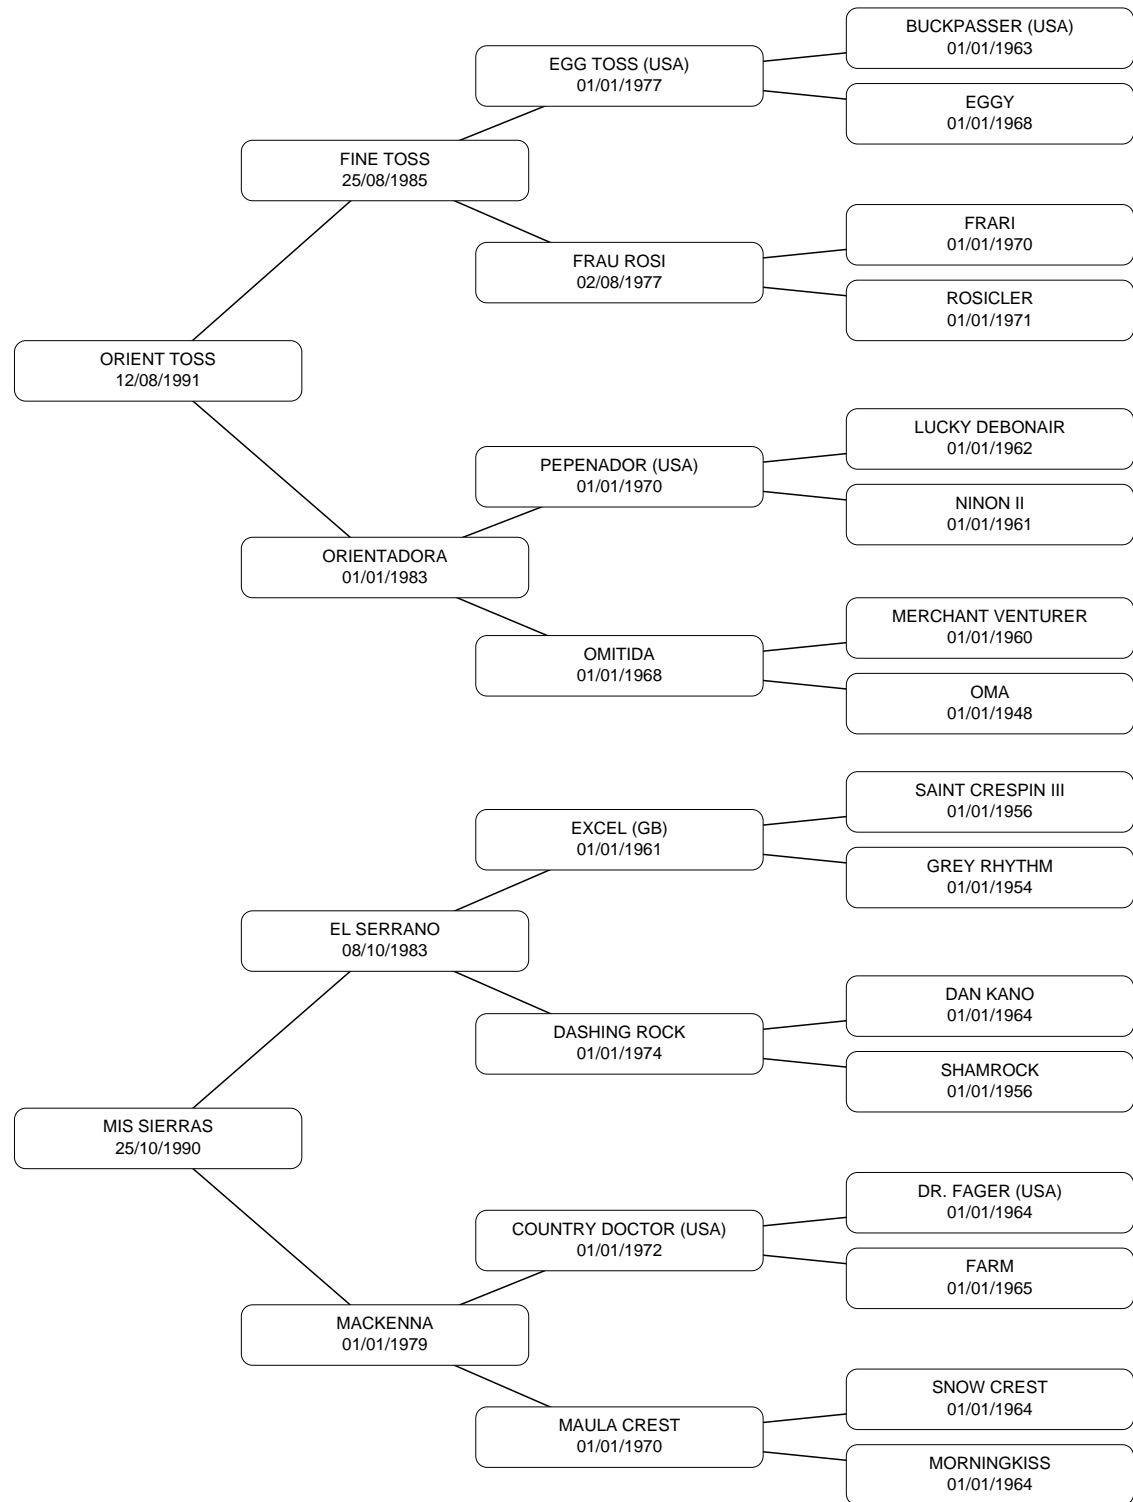 BUCKPASSER (USA)
01/01/1963
EGG TOSS (USA)
01/01/1977
EGGY
01/01/1968
FINE TOSS
25/08/1985
FRARI
01/01/1970
FRAU ROSI
02/08/1977
ROSICLER
01/01/1971
ORIENT TOSS
12/08/1991
LUCKY DEBONAIR
01/01/1962
PEPENADOR (USA)
01/01/1970
NINON II
01/01/1961
ORIENTADORA
01/01/1983
MERCHANT VENTURER
01/01/1960
OMITIDA
01/01/1968
OMA
01/01/1948
SAINT CRESPIN III
01/01/1956
EXCEL (GB)
01/01/1961
GREY RHYTHM
01/01/1954
EL SERRANO
08/10/1983
DAN KANO
01/01/1964
DASHING ROCK
01/01/1974
SHAMROCK
01/01/1956
MIS SIERRAS
25/10/1990
DR. FAGER (USA)
01/01/1964
COUNTRY DOCTOR (USA)
01/01/1972
FARM
01/01/1965
MACKENNA
01/01/1979
SNOW CREST
01/01/1964
MAULA CREST
01/01/1970
MORNINGKISS
01/01/1964